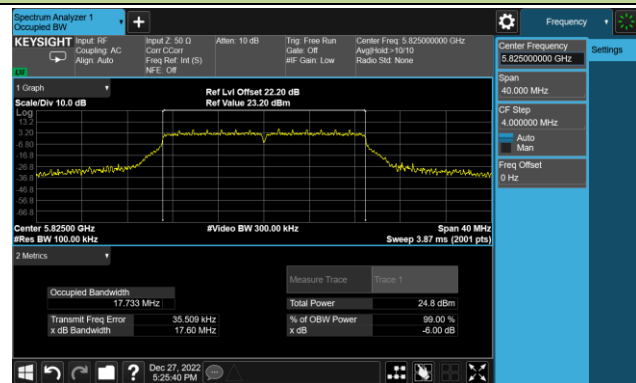 Spectrum Analyzer 1
Occupied BW
Frequency
KEYSIGHT
Input: RF
Coupling: AC
Align: Auto
Input Z: 50 Ω
Corr CCorr
Freq Ref: Int (S)
NFE: Off
Atten: 10 dB
Trig: Free Run
Gate: Off
#IF Gain: Low
Center Freq: 5.825000000 GHz
Avg|Hold:>10/10
Radio Std: None
Center Frequency
5.825000000 GHz
Settings
Span
40.000 MHz
CF Step
4.000000 MHz
Auto
Man
Freq Offset
0 Hz
1 Graph
Scale/Div 10.0 dB
Ref Lvl Offset 22.20 dB
Ref Value 23.20 dBm
Log
13.2
3.20
-6.80
-16.8
-26.8
-36.8
-46.8
-56.8
-66.8
Center 5.82500 GHz
#Video BW 300.00 kHz
Span 40 MHz
#Res BW 100.00 kHz
Sweep 3.87 ms (2001 pts)
2 Metrics
Measure Trace
Trace 1
Occupied Bandwidth
17.733 MHz
Total Power
24.8 dBm
Transmit Freq Error
35.509 kHz
% of OBW Power
99.00 %
x dB Bandwidth
17.60 MHz
x dB
-6.00 dB
Dec 27, 2022
5:25:40 PM